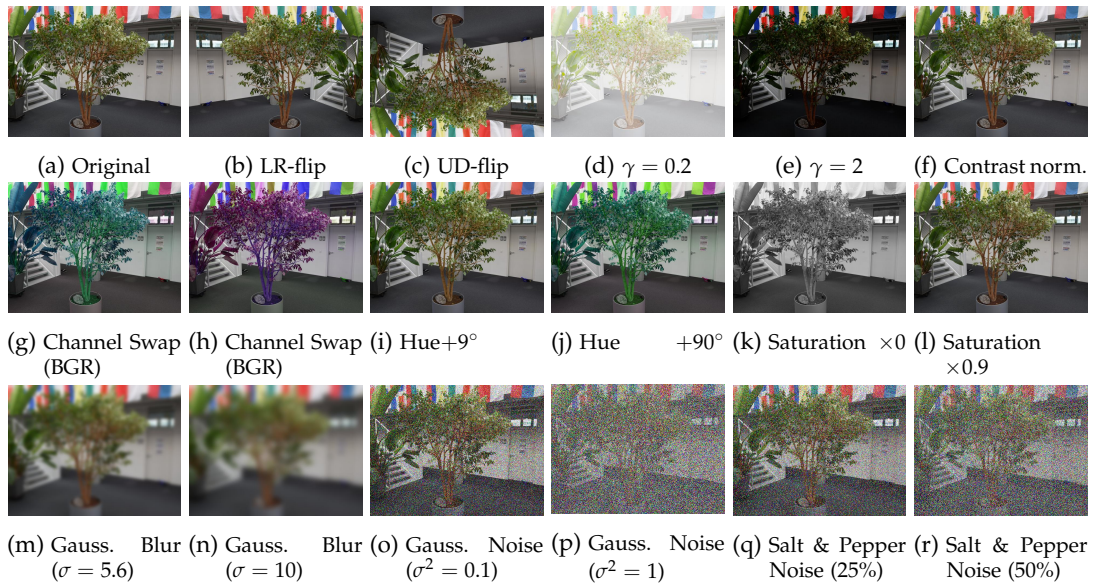 (a) Original
(b) LR-flip
(c) UD-flip
(d) γ = 0.2
(e) γ = 2
(f) Contrast norm.
(g) Channel Swap
(BGR)
(h) Channel Swap
(BGR)
(i) Hue+9°
(j) Hue +90°
(k) Saturation ×0
(l) Saturation
×0.9
(m) Gauss. Blur
(σ = 5.6)
(n) Gauss. Blur
(σ = 10)
(o) Gauss. Noise
(σ² = 0.1)
(p) Gauss. Noise
(σ² = 1)
(q) Salt & Pepper
Noise (25%)
(r) Salt & Pepper
Noise (50%)